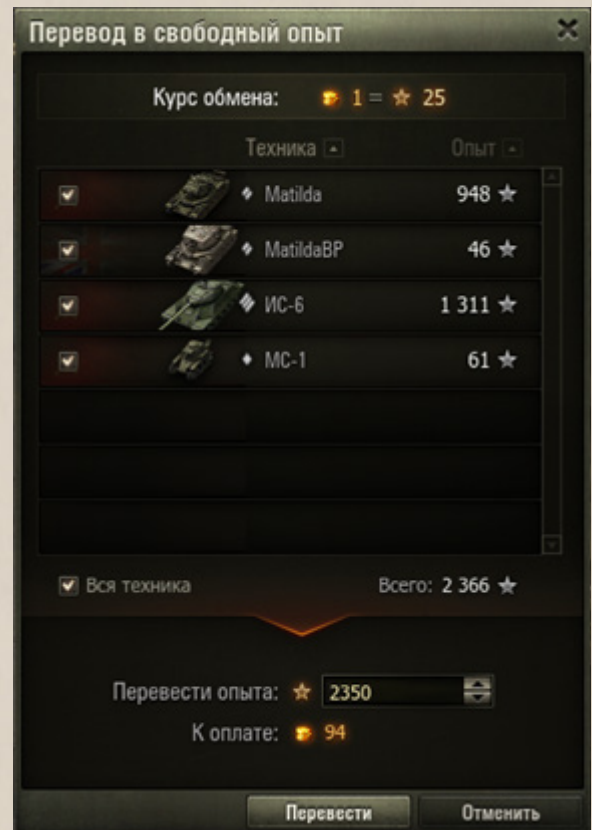 Перевод в свободный опыт
Курс обмена: 1 = 25
Техника Опыт
Matilda 948
MatildaBP 46
ИС-6 1 311
МС-1 61
Вся техника Всего: 2 366
Перевести опыта: 2350
К оплате: 94
Перевести Отменить